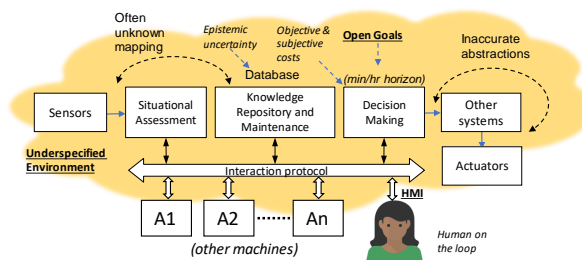 Often
unknown
mapping
Epistemic
uncertainty
Objective &
subjective
costs
Open Goals
Inaccurate
abstractions
Database
(min/hr horizon)
Sensors
Situational
Assessment
Knowledge
Repository and
Maintenance
Decision
Making
Other
systems
Underspecified
Environment
Actuators
Interaction protocol
HMI
A1
A2
An
(other machines)
Human on
the loop